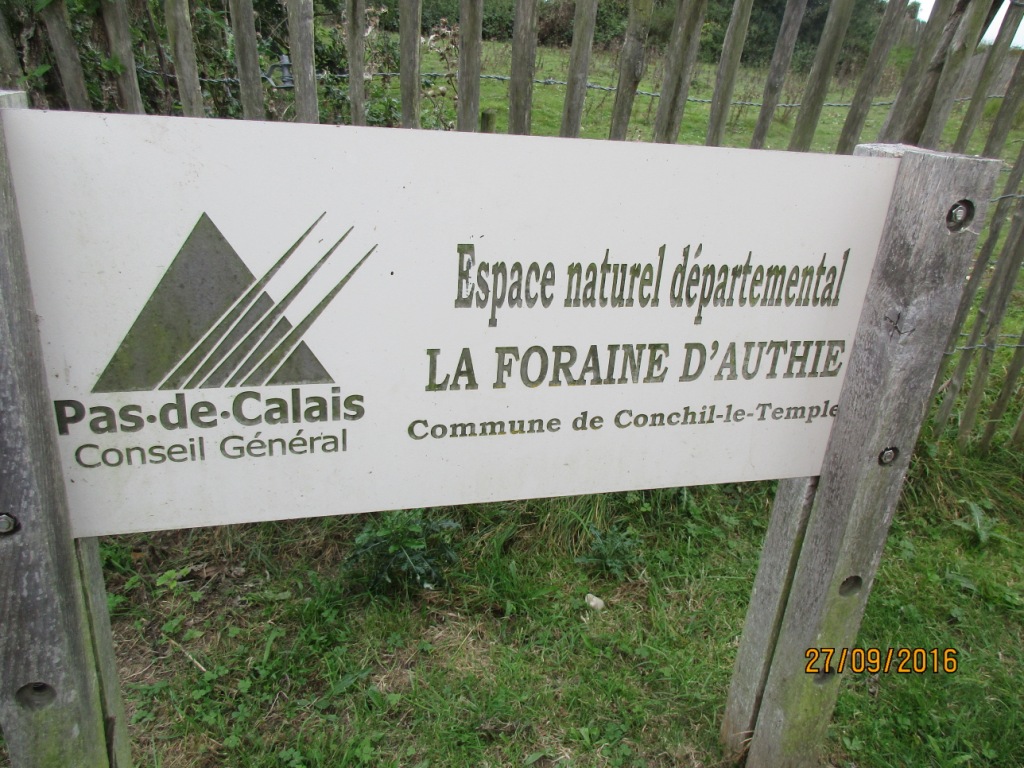 Espace naturel départemental
LA FORAINE D'AUTHIE
Commune de Conchil-le-Temple
Pas·de·Calais
Conseil Général
27/09/2016